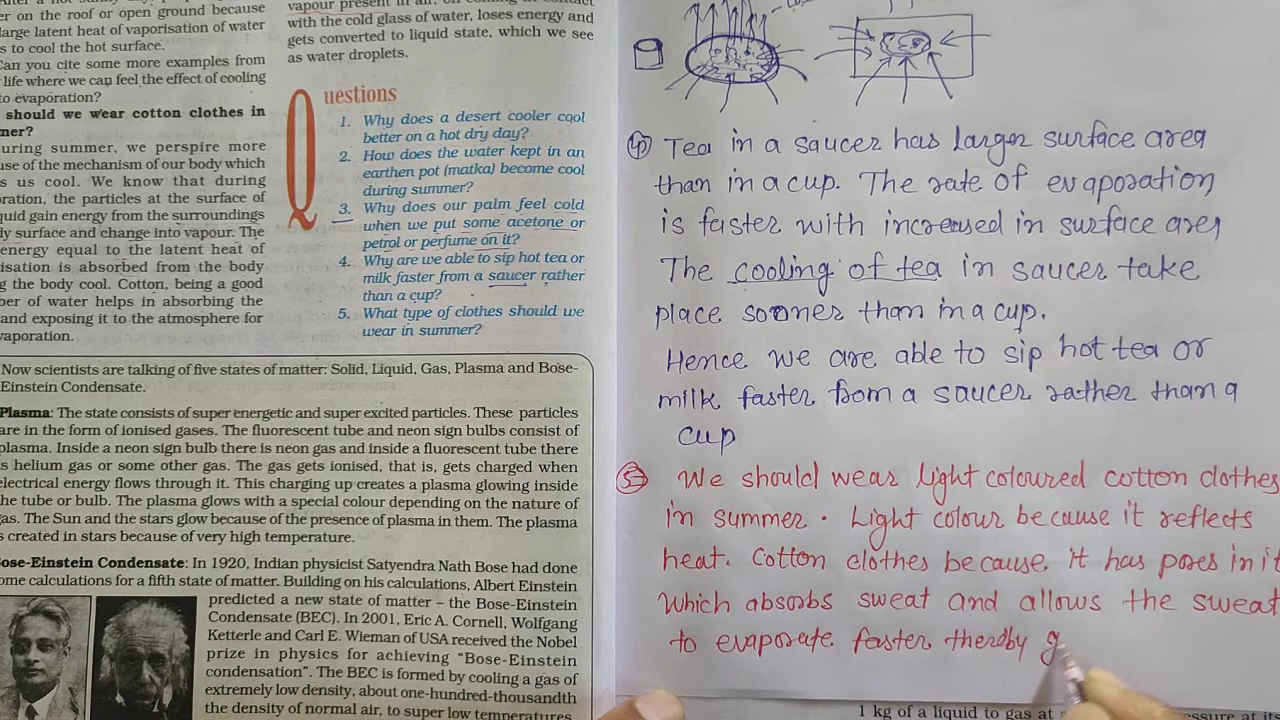 er on the roof or open ground because
large latent heat of vaporisation of water
s to cool the hot surface.
Can you cite some more examples from
life where we can feel the effect of cooling
to evaporation?
should we wear cotton clothes in
mer?
uring summer, we perspire more
use of the mechanism of our body which
s us cool. We know that during
oration, the particles at the surface of
quid gain energy from the surroundings
dy surface and change into vapour. The
energy equal to the latent heat of
isation is absorbed from the body
g the body cool. Cotton, being a good
ber of water helps in absorbing the
and exposing it to the atmosphere for
vaporation.
vapour present in air, on coming in contact
with the cold glass of water, loses energy and
gets converted to liquid state, which we see
as water droplets.
Questions
1. Why does a desert cooler cool
better on a hot dry day?
2. How does the water kept in an
earthen pot (matka) become cool
during summer?
3. Why does our palm feel cold
when we put some acetone or
petrol or perfume on it?
4. Why are we able to sip hot tea or
milk faster from a saucer rather
than a cup?
5. What type of clothes should we
wear in summer?
Now scientists are talking of five states of matter: Solid, Liquid, Gas, Plasma and Bose-
Einstein Condensate.
Plasma: The state consists of super energetic and super excited particles. These particles
are in the form of ionised gases. The fluorescent tube and neon sign bulbs consist of
plasma. Inside a neon sign bulb there is neon gas and inside a fluorescent tube there
is helium gas or some other gas. The gas gets ionised, that is, gets charged when
electrical energy flows through it. This charging up creates a plasma glowing inside
the tube or bulb. The plasma glows with a special colour depending on the nature of
gas. The Sun and the stars glow because of the presence of plasma in them. The plasma
s created in stars because of very high temperature.
Bose-Einstein Condensate: In 1920, Indian physicist Satyendra Nath Bose had done
ome calculations for a fifth state of matter. Building on his calculations, Albert Einstein
predicted a new state of matter – the Bose-Einstein
Condensate (BEC). In 2001, Eric A. Cornell, Wolfgang
Ketterle and Carl E. Wieman of USA received the Nobel
prize in physics for achieving “Bose-Einstein
condensation”. The BEC is formed by cooling a gas of
extremely low density, about one-hundred-thousandth
the density of normal air, to super low temperatures
4) Tea in a saucer has larger surface area
than in a cup. The rate of evaporation
is faster with increased in surface area
The cooling of tea in saucer take
place sooner than in a cup.
Hence we are able to sip hot tea or
milk faster from a saucer rather than a
cup
5 We should wear light coloured cotton clothes
in summer. Light colour because it reflects
heat. Cotton clothes because it has pores in it
which absorbs sweat and allows the sweat
to evaporate faster thereby g
1 kg of a liquid to gas at